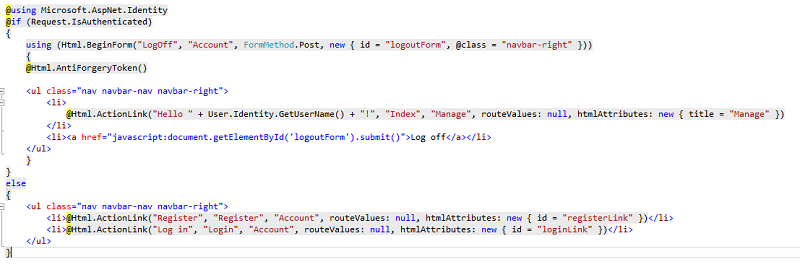 @using Microsoft.AspNet.Identity
@if (Request.IsAuthenticated)
{
    using (Html.BeginForm("LogOff", "Account", FormMethod.Post, new { id = "logoutForm", @class = "navbar-right" }))
    {
    @Html.AntiForgeryToken()

    <ul class="nav navbar-nav navbar-right">
        <li>
            @Html.ActionLink("Hello " + User.Identity.GetUserName() + "!", "Index", "Manage", routeValues: null, htmlAttributes: new { title = "Manage" })
        </li>
        <li><a href="javascript:document.getElementById('logoutForm').submit()">Log off</a></li>
    </ul>
    }
}
else
{
    <ul class="nav navbar-nav navbar-right">
        <li>@Html.ActionLink("Register", "Register", "Account", routeValues: null, htmlAttributes: new { id = "registerLink" })</li>
        <li>@Html.ActionLink("Log in", "Login", "Account", routeValues: null, htmlAttributes: new { id = "loginLink" })</li>
    </ul>
}